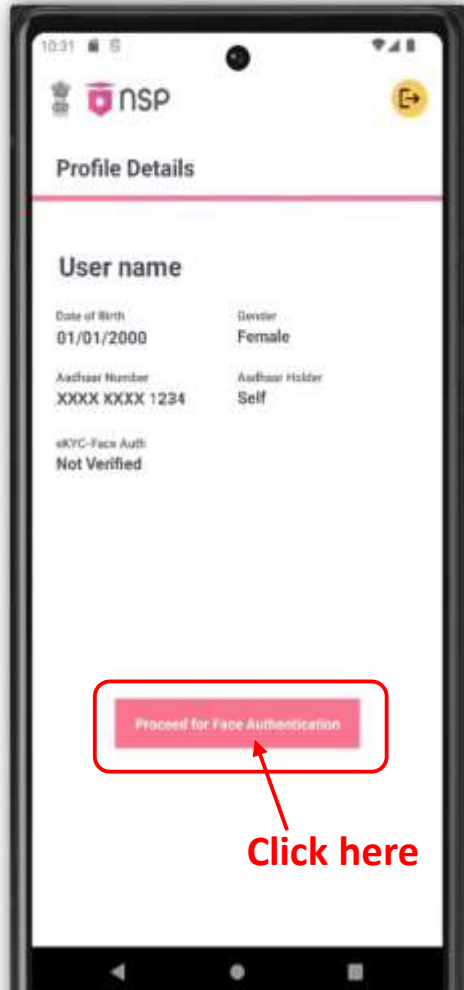 10:31
nsp
Profile Details
User name
Date of Birth Gender
01/01/2000 Female
Aadhaar Number Aadhaar Holder
XXXX XXXX 1234 Self
eKYC-Face Auth
Not Verified
Proceed for Face Authentication
Click here